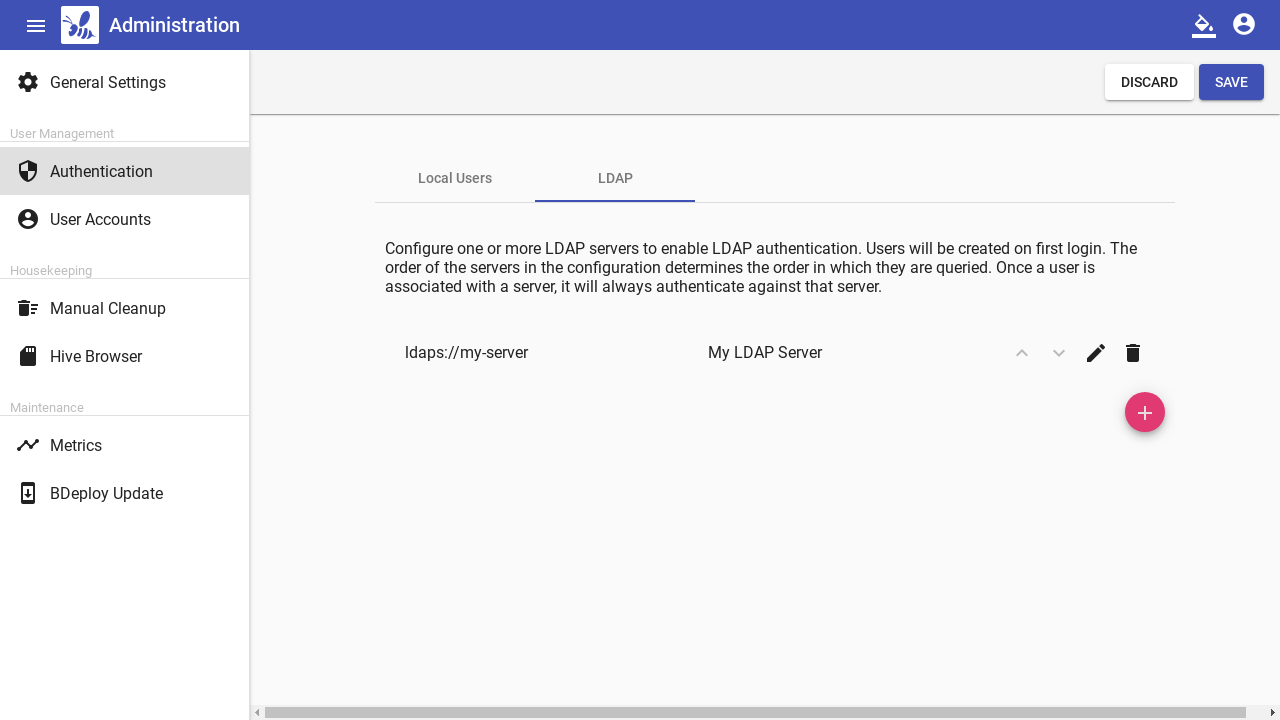 Administration
General Settings
User Management
Authentication
User Accounts
Housekeeping
Manual Cleanup
Hive Browser
Maintenance
Metrics
BDeploy Update
DISCARD
SAVE
Local Users
LDAP
Configure one or more LDAP servers to enable LDAP authentication. Users will be created on first login. The
order of the servers in the configuration determines the order in which they are queried. Once a user is
associated with a server, it will always authenticate against that server.
ldaps://my-server
My LDAP Server